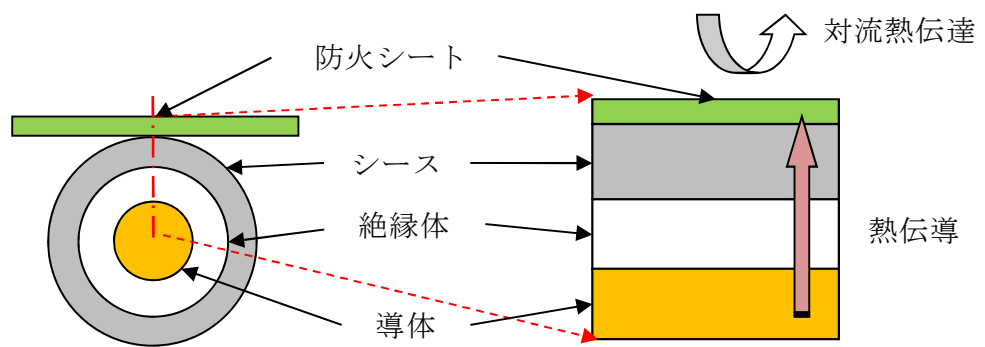 対流熱伝達
防火シート
シース
絶縁体
熱伝導
導体